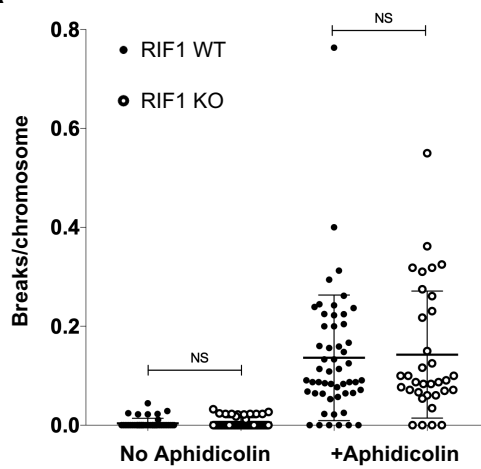 NS
0.8
RIF1 WT
RIF1 KO
0.6
0.4
0.2
0.0
Breaks/chromosome
NS
No Aphidicolin
+Aphidicolin